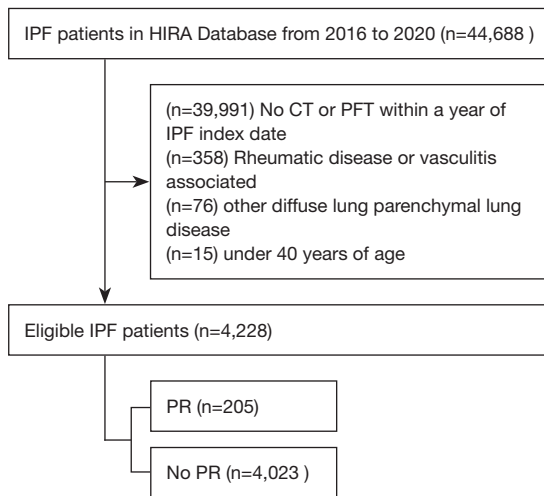 IPF patients in HIRA Database from 2016 to 2020 (n=44,688 )
(n=39,991) No CT or PFT within a year of
IPF index date
(n=358) Rheumatic disease or vasculitis
associated
(n=76) other diffuse lung parenchymal lung
disease
(n=15) under 40 years of age
Eligible IPF patients (n=4,228)
PR (n=205)
No PR (n=4,023 )